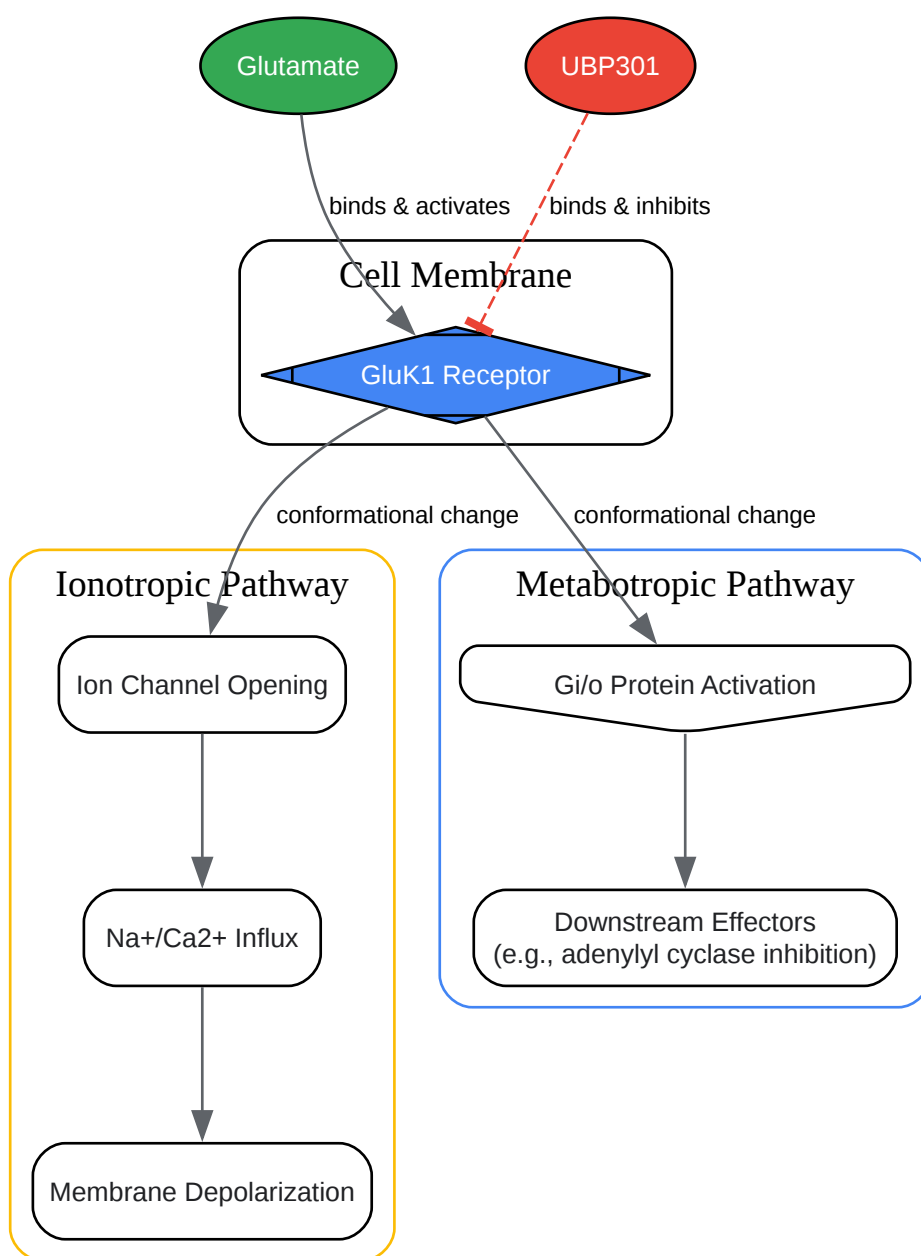 Glutamate
UBP301
binds & activates
binds & inhibits
Cell Membrane
GluK1 Receptor
conformational change
conformational change
Ionotropic Pathway
Metabotropic Pathway
Ion Channel Opening
Gi/o Protein Activation
Na+/Ca2+ Influx
Downstream Effectors
(e.g., adenylyl cyclase inhibition)
Membrane Depolarization